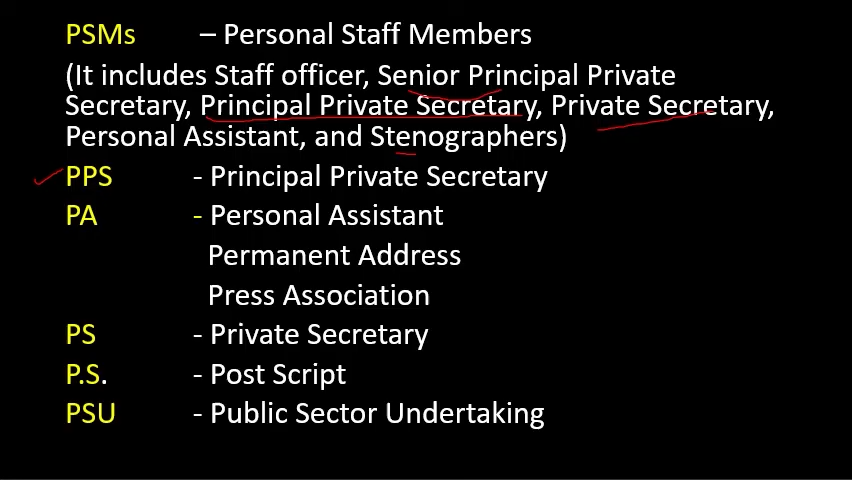 PSMs – Personal Staff Members
(It includes Staff officer, Senior Principal Private
Secretary, Principal Private Secretary, Private Secretary,
Personal Assistant, and Stenographers)
PPS - Principal Private Secretary
PA - Personal Assistant
Permanent Address
Press Association
PS - Private Secretary
P.S. - Post Script
PSU - Public Sector Undertaking